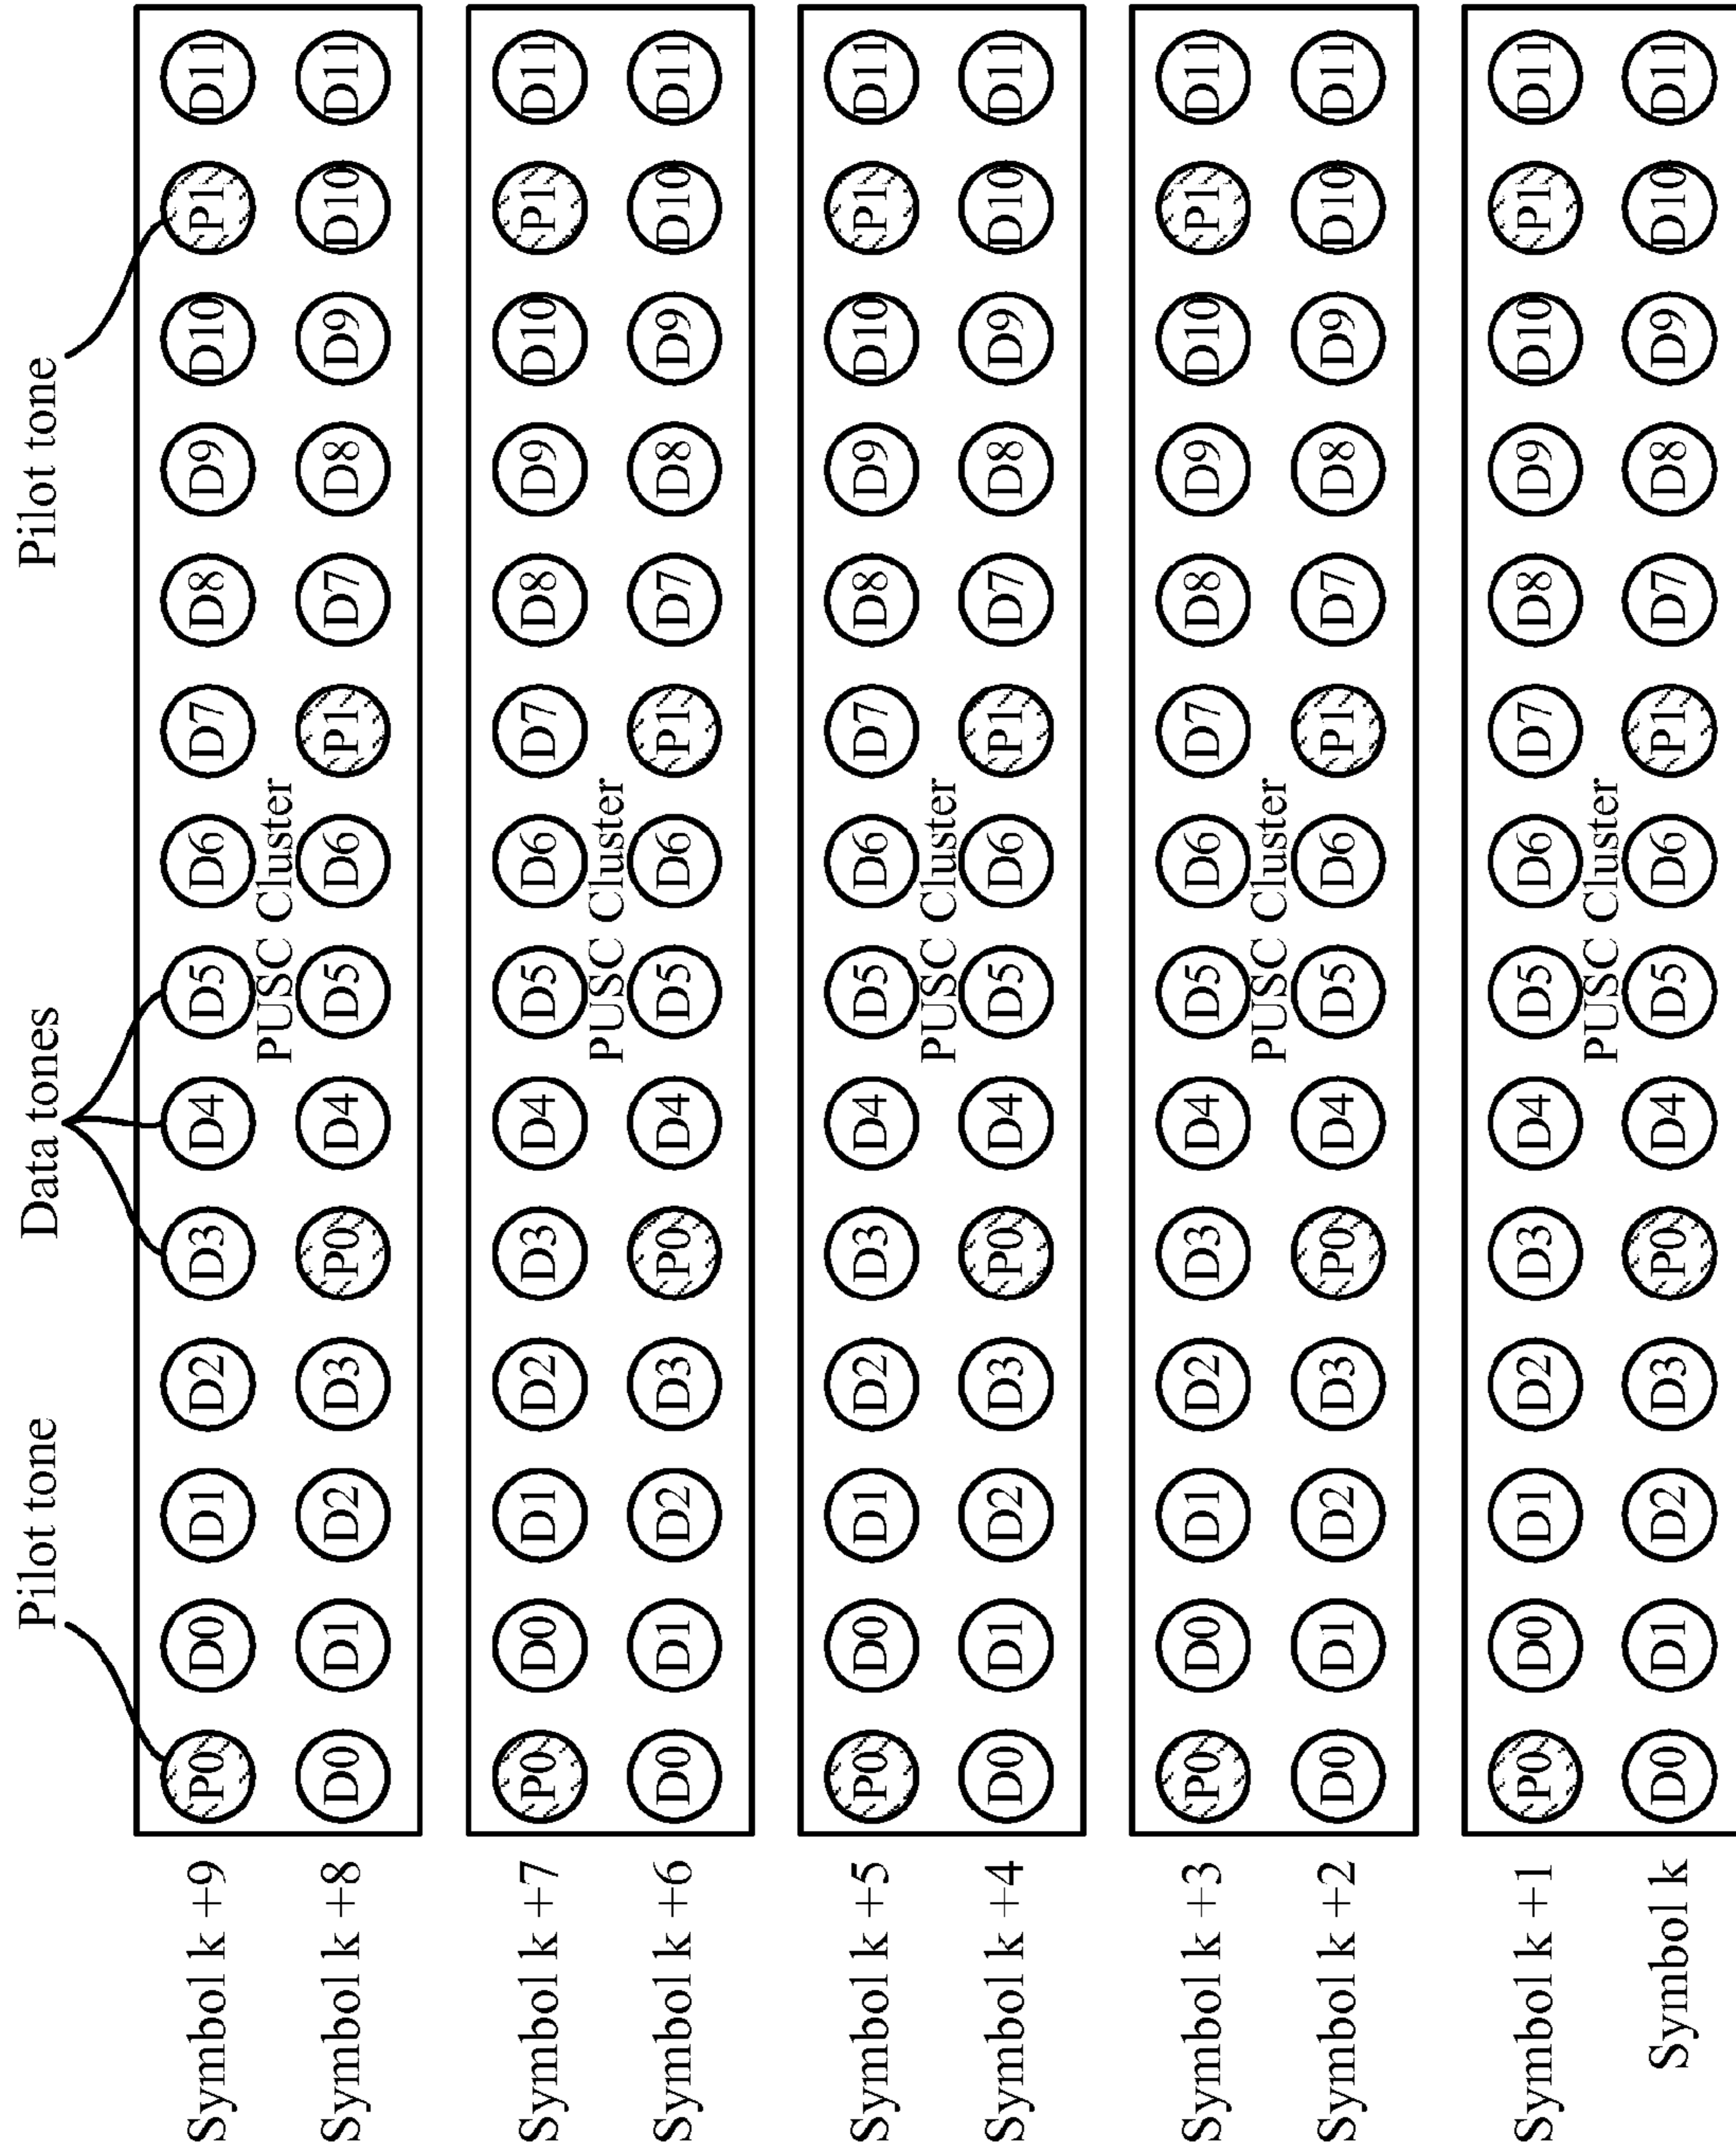 Pilot tone Data tones Pilot tone
Symbol k +9 P0 D0 D1 D2 D3 D4 D5 D6 D7 D8 D9 D10 P1 D11
PUSC Cluster
Symbol k +8 D0 D1 D2 D3 P0 D4 D5 D6 P1 D7 D8 D9 D10 D11
Symbol k +7 P0 D0 D1 D2 D3 D4 D5 D6 D7 D8 D9 D10 P1 D11
PUSC Cluster
Symbol k +6 D0 D1 D2 D3 P0 D4 D5 D6 P1 D7 D8 D9 D10 D11
Symbol k +5 P0 D0 D1 D2 D3 D4 D5 D6 D7 D8 D9 D10 P1 D11
PUSC Cluster
Symbol k +4 D0 D1 D2 D3 P0 D4 D5 D6 P1 D7 D8 D9 D10 D11
Symbol k +3 P0 D0 D1 D2 D3 D4 D5 D6 D7 D8 D9 D10 P1 D11
PUSC Cluster
Symbol k +2 D0 D1 D2 D3 P0 D4 D5 D6 P1 D7 D8 D9 D10 D11
Symbol k +1 P0 D0 D1 D2 D3 D4 D5 D6 D7 D8 D9 D10 P1 D11
PUSC Cluster
Symbol k D0 D1 D2 D3 P0 D4 D5 D6 P1 D7 D8 D9 D10 D11